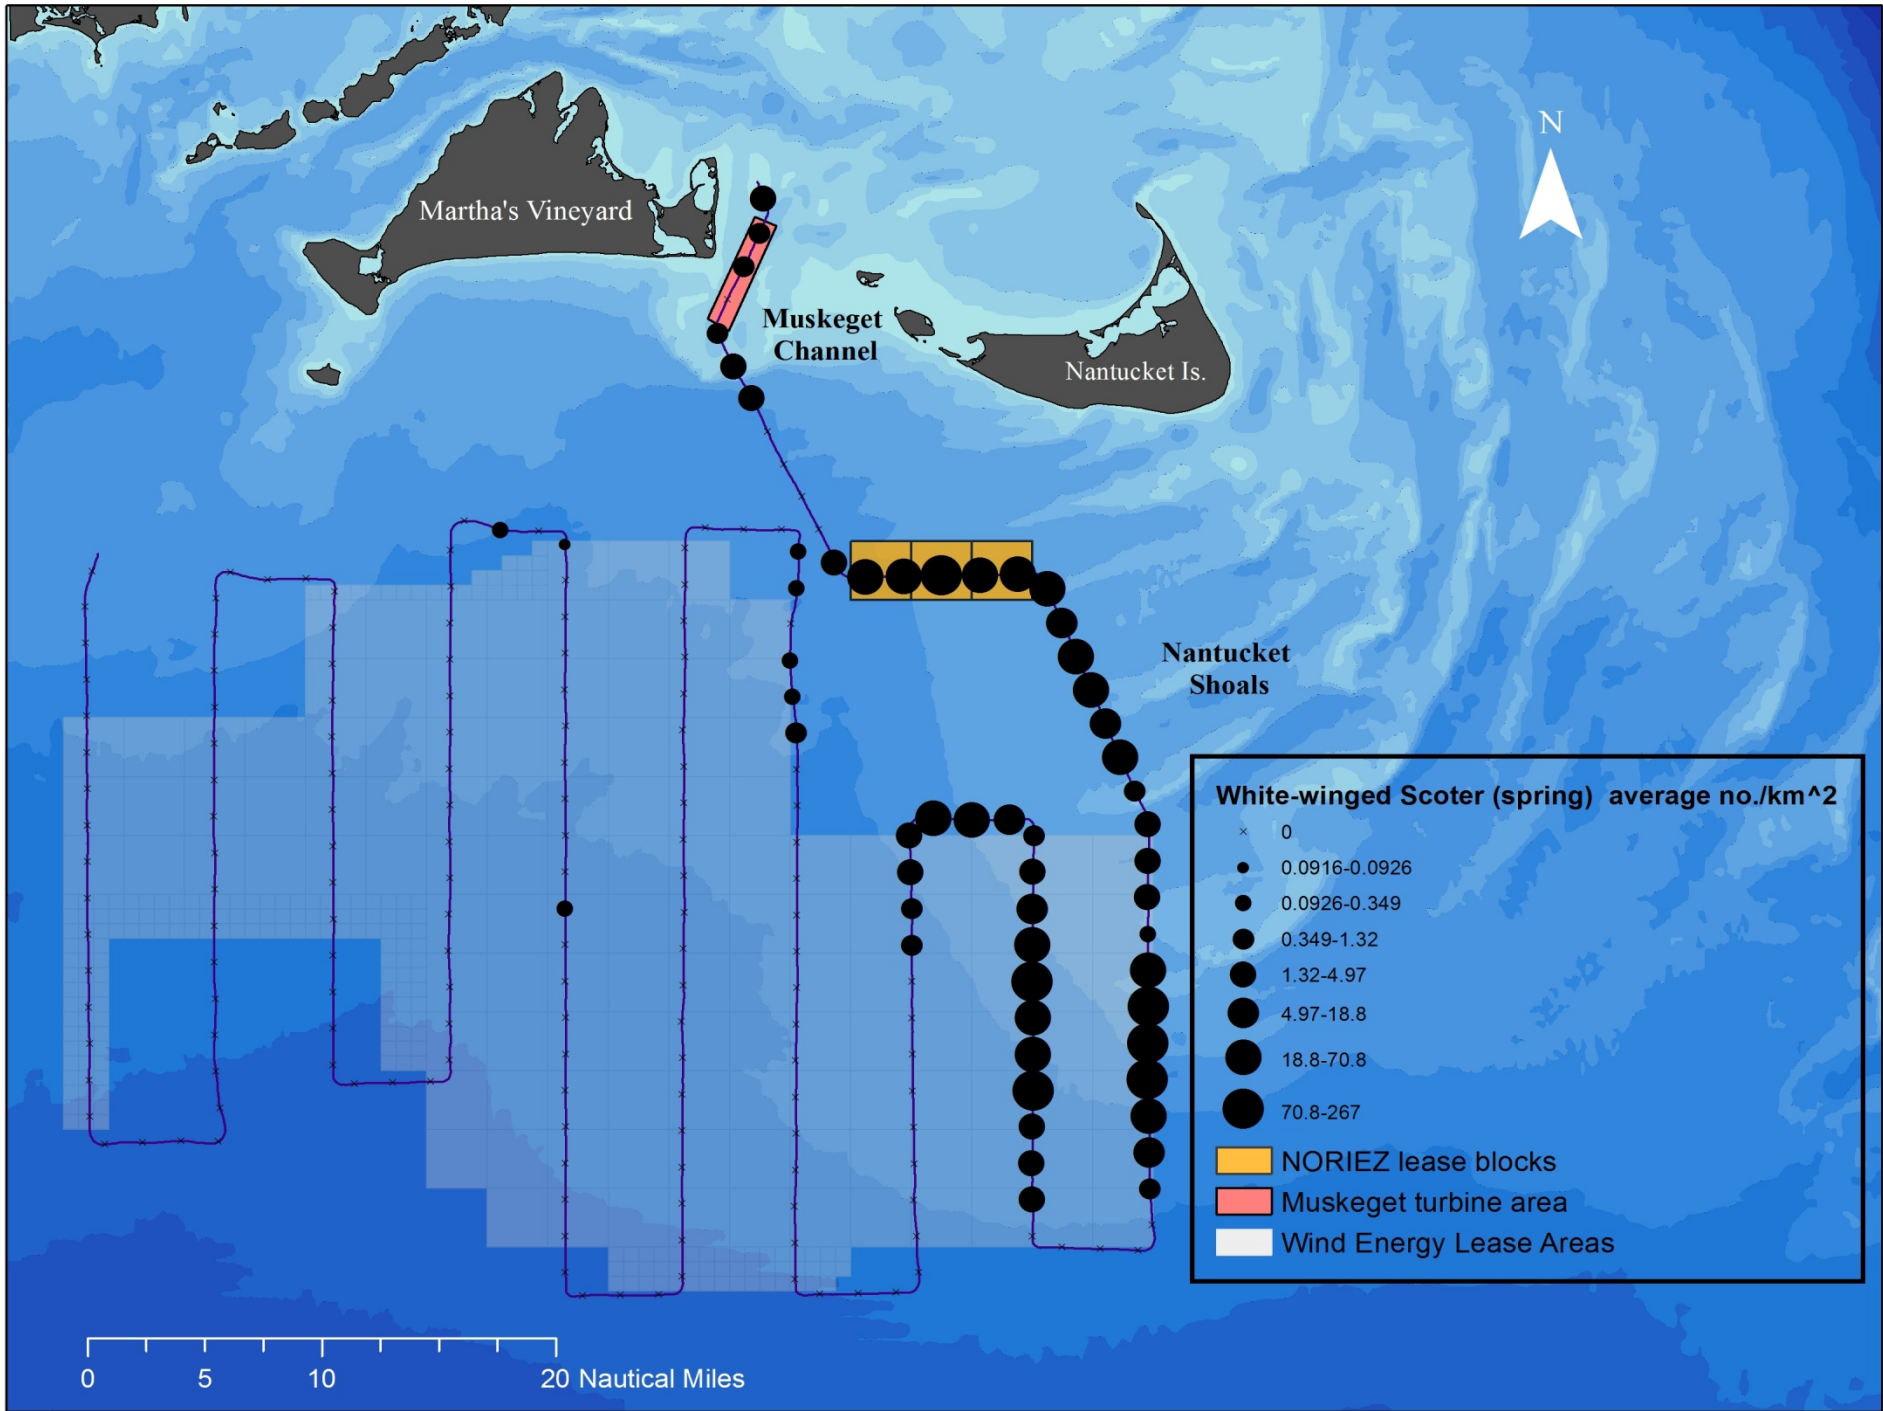 N
Martha's Vineyard
Muskeget
Channel
Nantucket Is.
Nantucket
Shoals
White-winged Scoter (spring) average no./km^2
0
0.0916-0.0926
0.0926-0.349
0.349-1.32
1.32-4.97
4.97-18.8
18.8-70.8
70.8-267
NORIEZ lease blocks
Muskeget turbine area
Wind Energy Lease Areas
0 5 10 20 Nautical Miles